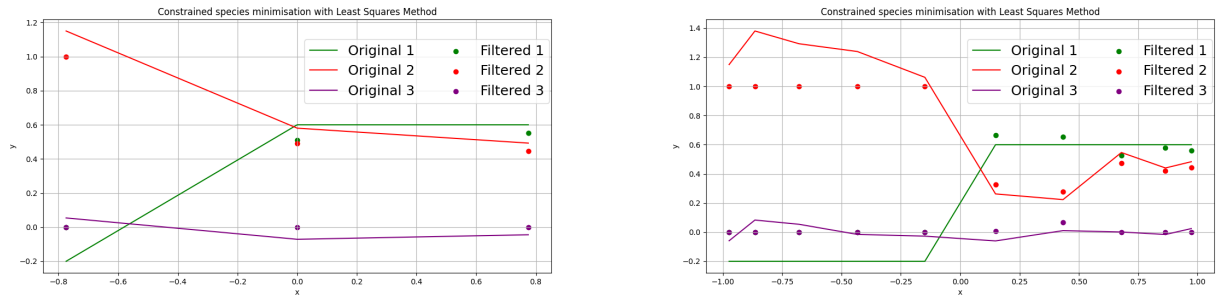 Constrained species minimisation with Least Squares Method
1.2
1.0
0.8
0.6
0.4
0.2
0.0
−0.2
y
Original 1
Original 2
Original 3
Filtered 1
Filtered 2
Filtered 3
−0.8 −0.6 −0.4 −0.2 0.0 0.2 0.4 0.6 0.8
x
Constrained species minimisation with Least Squares Method
1.4
1.2
1.0
0.8
0.6
0.4
0.2
0.0
−0.2
y
Original 1
Original 2
Original 3
Filtered 1
Filtered 2
Filtered 3
−1.00 −0.75 −0.50 −0.25 0.00 0.25 0.50 0.75 1.00
x